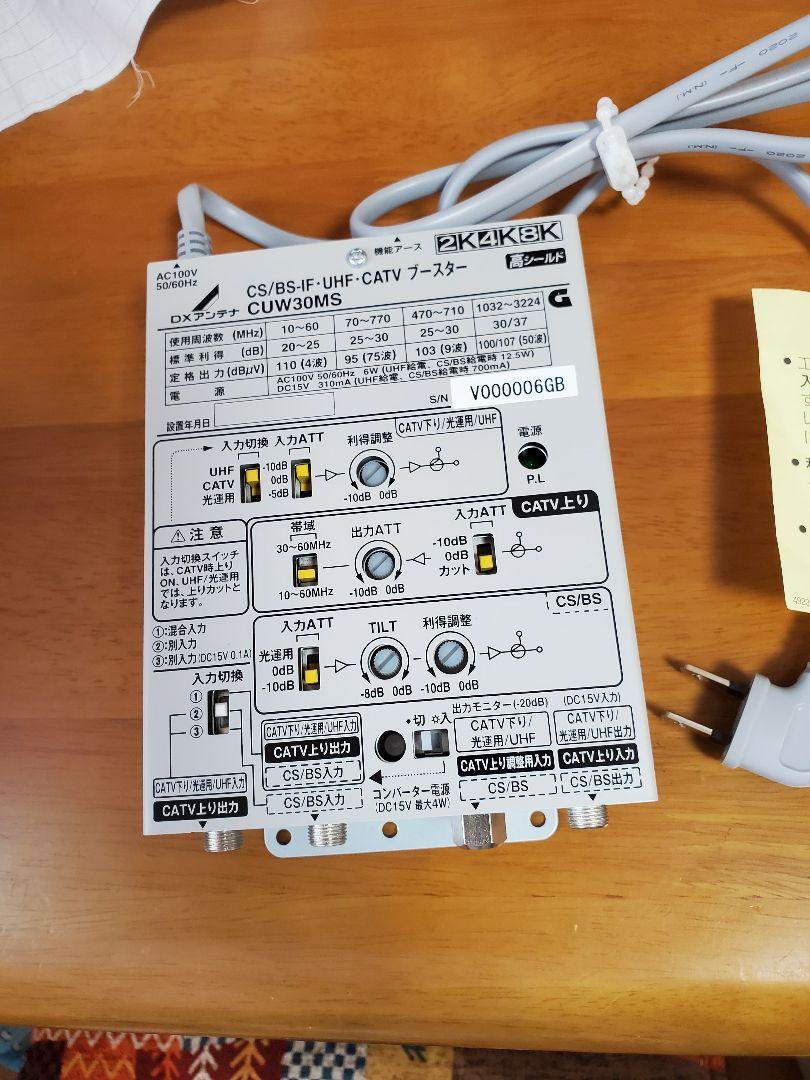 2020 -F- (N.M.)
2020 -F- (N.M.)
機能アース
2K4K8K
高シールド
AC100V
50/60Hz
DXアンテナ
CS/BS-IF・UHF・CATV ブースター
CUW30MS
使用周波数 (MHz) 10～60 70～770 470～710 1032～3224
標準利得 (dB) 20～25 25～30 25～30 30/37
定格出力 (dBμV) 110 (4波) 95 (75波) 103 (9波) 100/107 (50波)
電源 AC100V 50/60Hz 6W (UHF給電、CS/BS給電時 12.5W)
DC15V 310mA (UHF給電、CS/BS給電時 700mA)
設置年月日
S/N V000006GB
CATV下り/光運用/UHF
入力切換 入力ATT 利得調整
UHF
CATV
光運用
-10dB
0dB
-5dB
-10dB 0dB
電源
P.L
⚠ 注意
入力切換スイッチ
は、CATV時上り
ON、UHF/光運用
では、上りカットと
なります。
CATV上り
帯域
30～60MHz
10～60MHz
出力ATT
-10dB 0dB
入力ATT
-10dB
0dB
カット
①:混合入力
②:別入力
③:別入力(DC15V 0.1A)
CS/BS
入力ATT TILT 利得調整
光運用
0dB
-10dB
-8dB 0dB
-10dB 0dB
入力切換
①
②
③
CATV下り/光運用/UHF入力
CATV上り出力
CATV下り/光運用/UHF入力
CATV上り出力
CS/BS入力
CS/BS入力
・切 ☆入
コンバーター電源
(DC15V 最大4W)
出力モニター(-20dB)
CATV下り/
光運用/UHF
CATV上り調整用入力
CS/BS
(DC15V入力)
CATV下り/
光運用/UHF出力
CATV上り入力
CS/BS出力